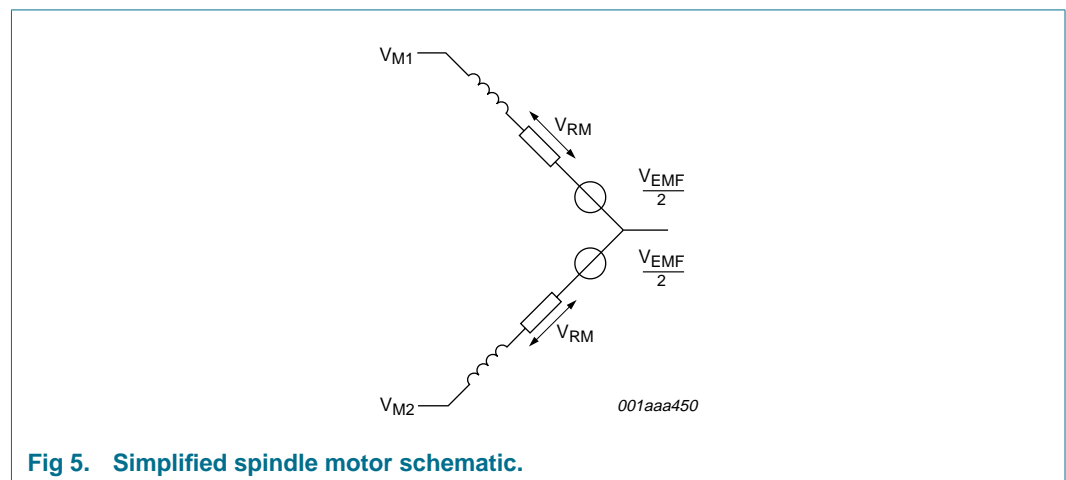 VM1
VRM
VEMF
2
VEMF
2
VRM
VM2
001aaa450
Fig 5. Simplified spindle motor schematic.